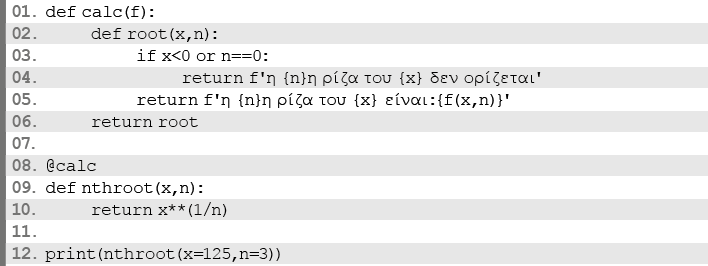 01. def calc(f):
02.     def root(x,n):
03.         if x<0 or n==0:
04.             return f'η {n}η ρίζα του {x} δεν ορίζεται'
05.         return f'η {n}η ρίζα του {x} είναι:{f(x,n)}'
06.     return root
07.
08. @calc
09. def nthroot(x,n):
10.     return x**(1/n)
11.
12. print(nthroot(x=125,n=3))